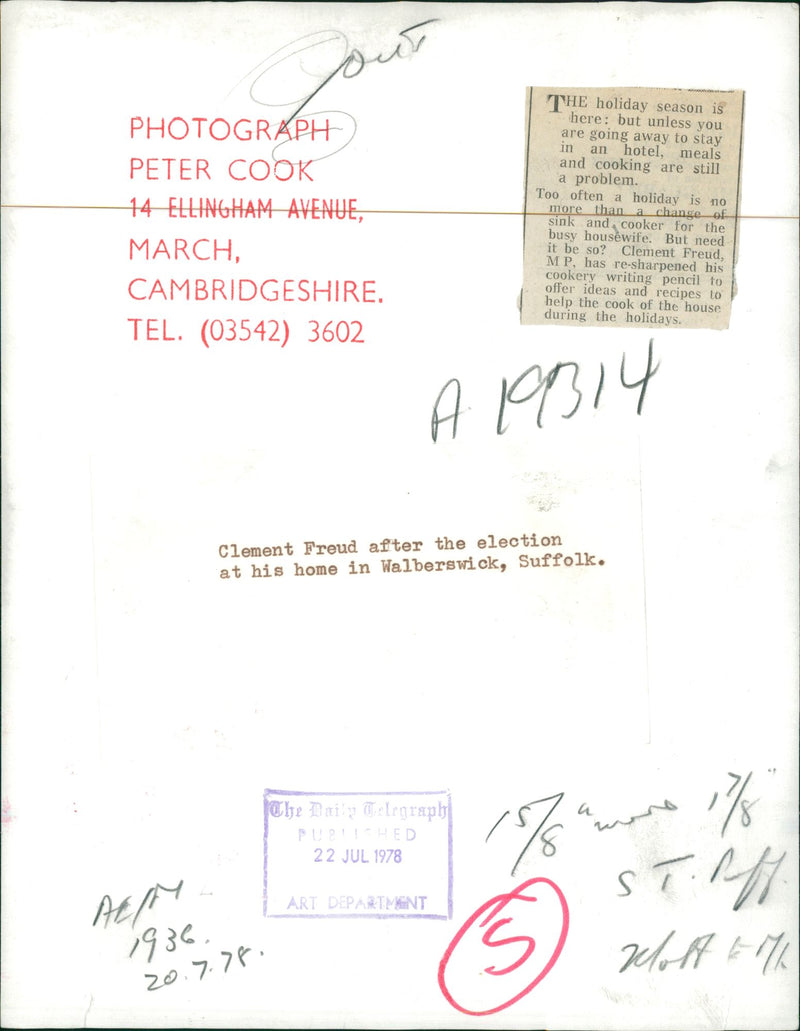 PHOTOGRAPH
PETER COOK
14 ELLINGHAM AVENUE,
MARCH,
CAMBRIDGESHIRE.
TEL. (03542) 3602
THE holiday season is
here: but unless you
are going away to stay
in an hotel, meals
and cooking are still
a problem.
Too often a holiday is no
more than a change of
sink and cooker for the
busy housewife. But need
it be so? Clement Freud,
M P, has re-sharpened his
cookery writing pencil to
offer ideas and recipes to
help the cook of the house
during the holidays.
A 19314
Clement Freud after the election
at his home in Walberswick, Suffolk.
The Daily Telegraph
PUBLISHED
22 JUL 1978
ART DEPARTMENT
15/8 17/8"
S T.
1936.
20.7.78.
S